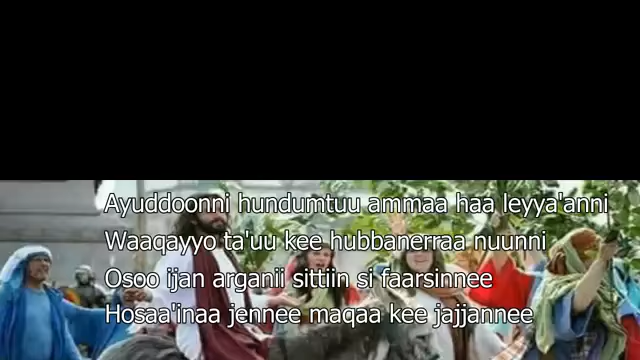 Ayuddoonni hundumtuu ammaa haa leyya'anni
Waaqayyo ta'uu kee hubbanerraa nuunni
Osoo ijan arganii sittiin si faarsinnee
Hosaa'inaa jennee maqaa kee jajjannee